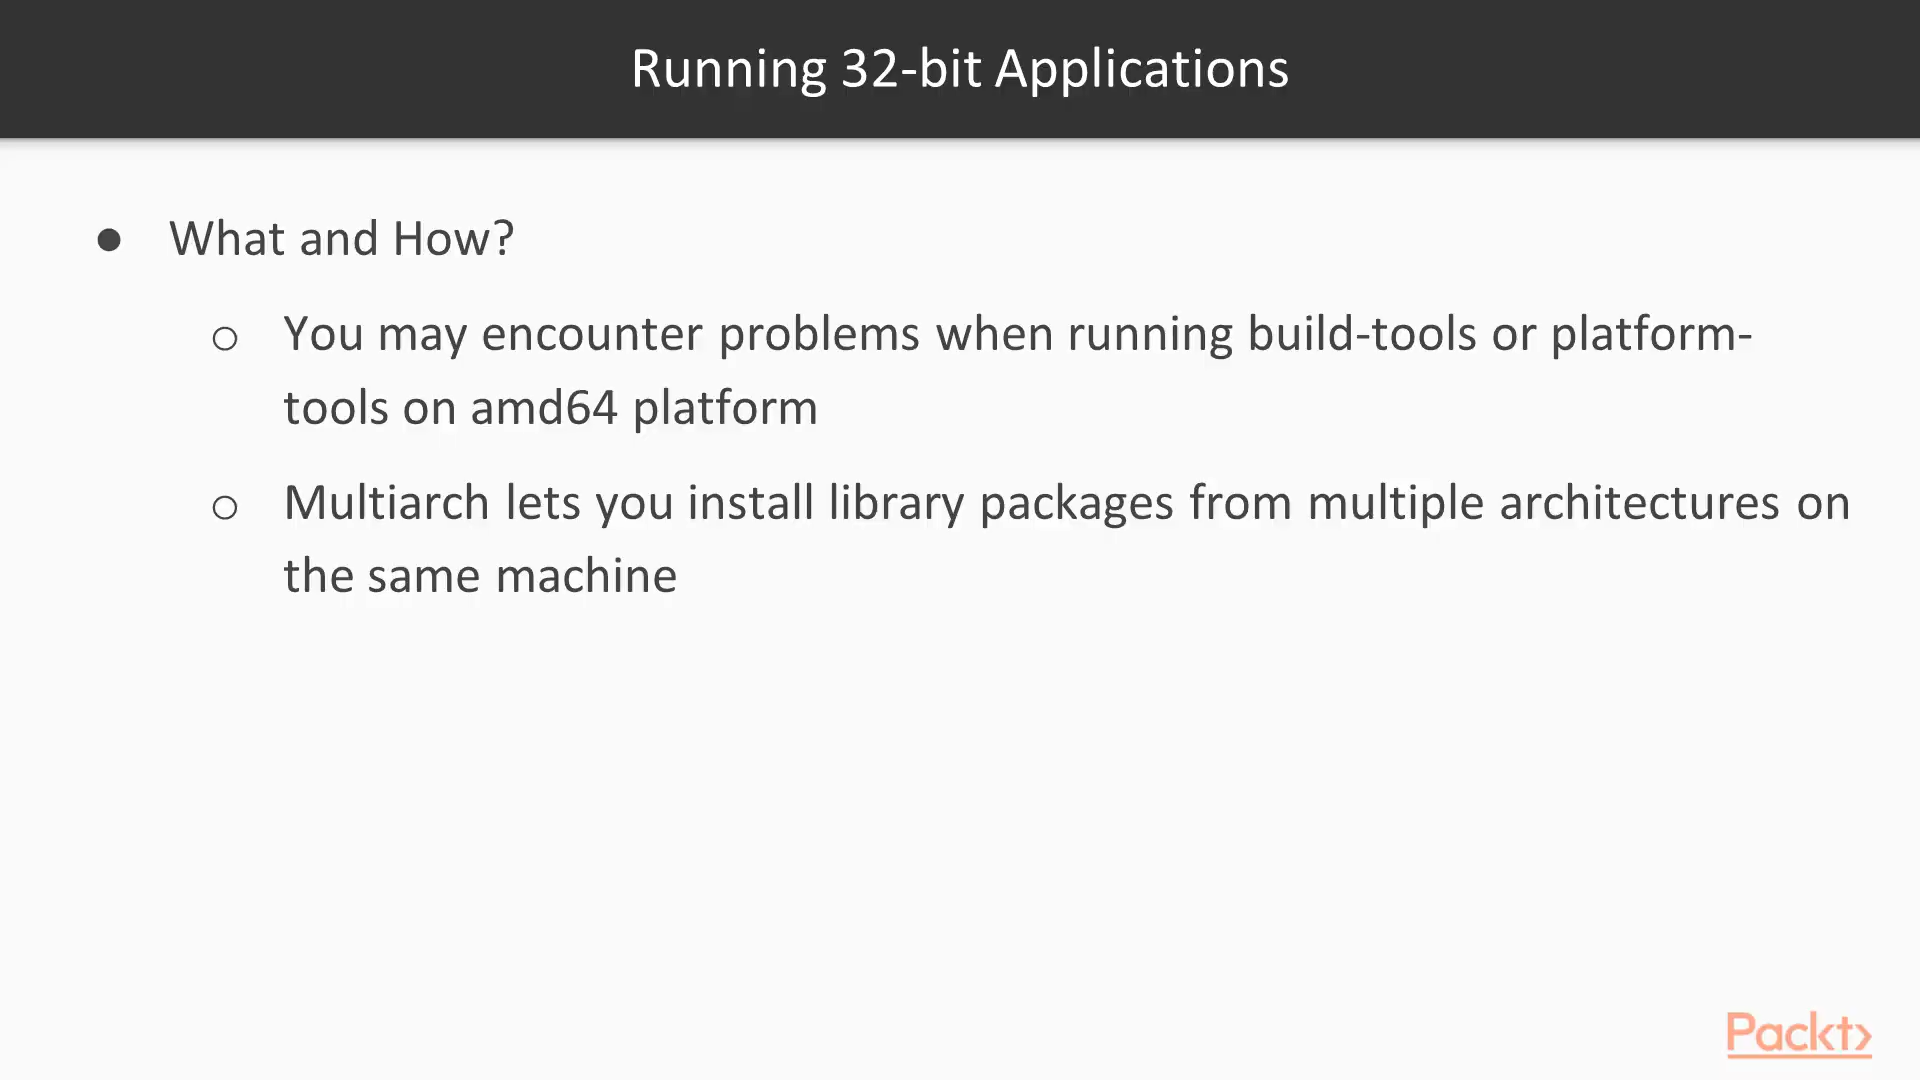 Running 32-bit Applications
● What and How?
○ You may encounter problems when running build-tools or platform-
tools on amd64 platform
○ Multiarch lets you install library packages from multiple architectures on
the same machine
Packt>